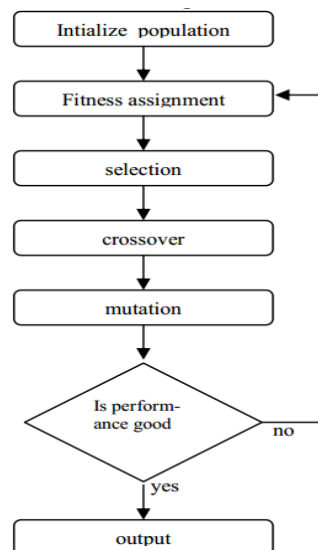 Intialize population
Fitness assignment
selection
crossover
mutation
Is perform-
ance good
no
yes
output